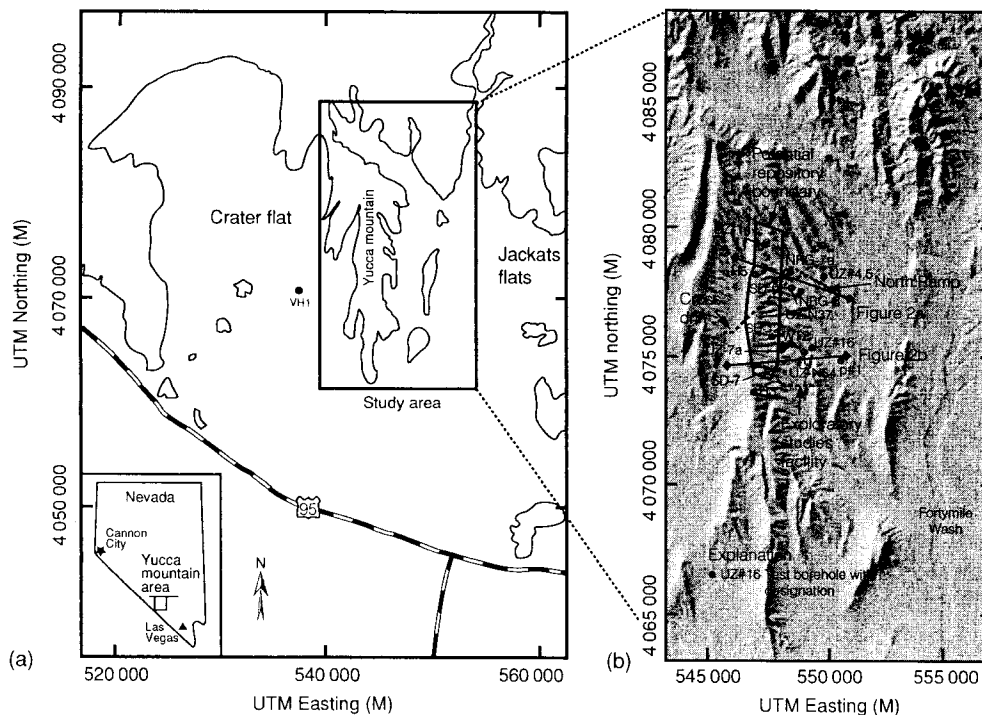 4 090 000
4 070 000
4 050 000
UTM Northing (M)
Crater flat
VH1
Yucca mountain
Jackats
flats
Study area
95
Nevada
Cannon
City
Yucca
mountain
area
Las Vegas
N
(a)
520 000
540 000
560 000
UTM Easting (M)
4 085 000
4 080 000
4 075 000
4 070 000
4 065 000
UTM northing (M)
Potential
repository
boundary
UZ#4,5
North Ramp
Figure 2a
UZ#16
Figure 2b
7a
SD-7
Exploratory
studies
facility
Fortymile
Wash
Explanation
UZ#16 Test borehole with
designation
(b)
545 000
550 000
555 000
UTM Easting (M)